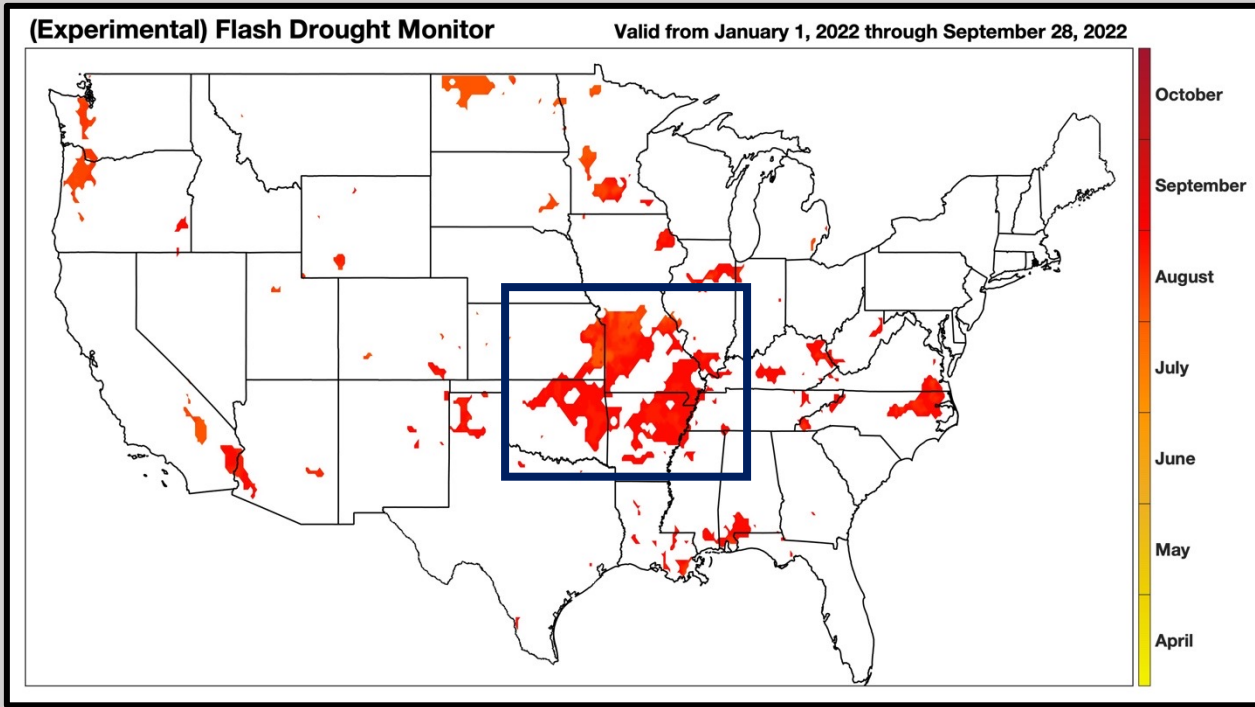 (Experimental) Flash Drought Monitor
Valid from January 1, 2022 through September 28, 2022
October
September
August
July
June
May
April